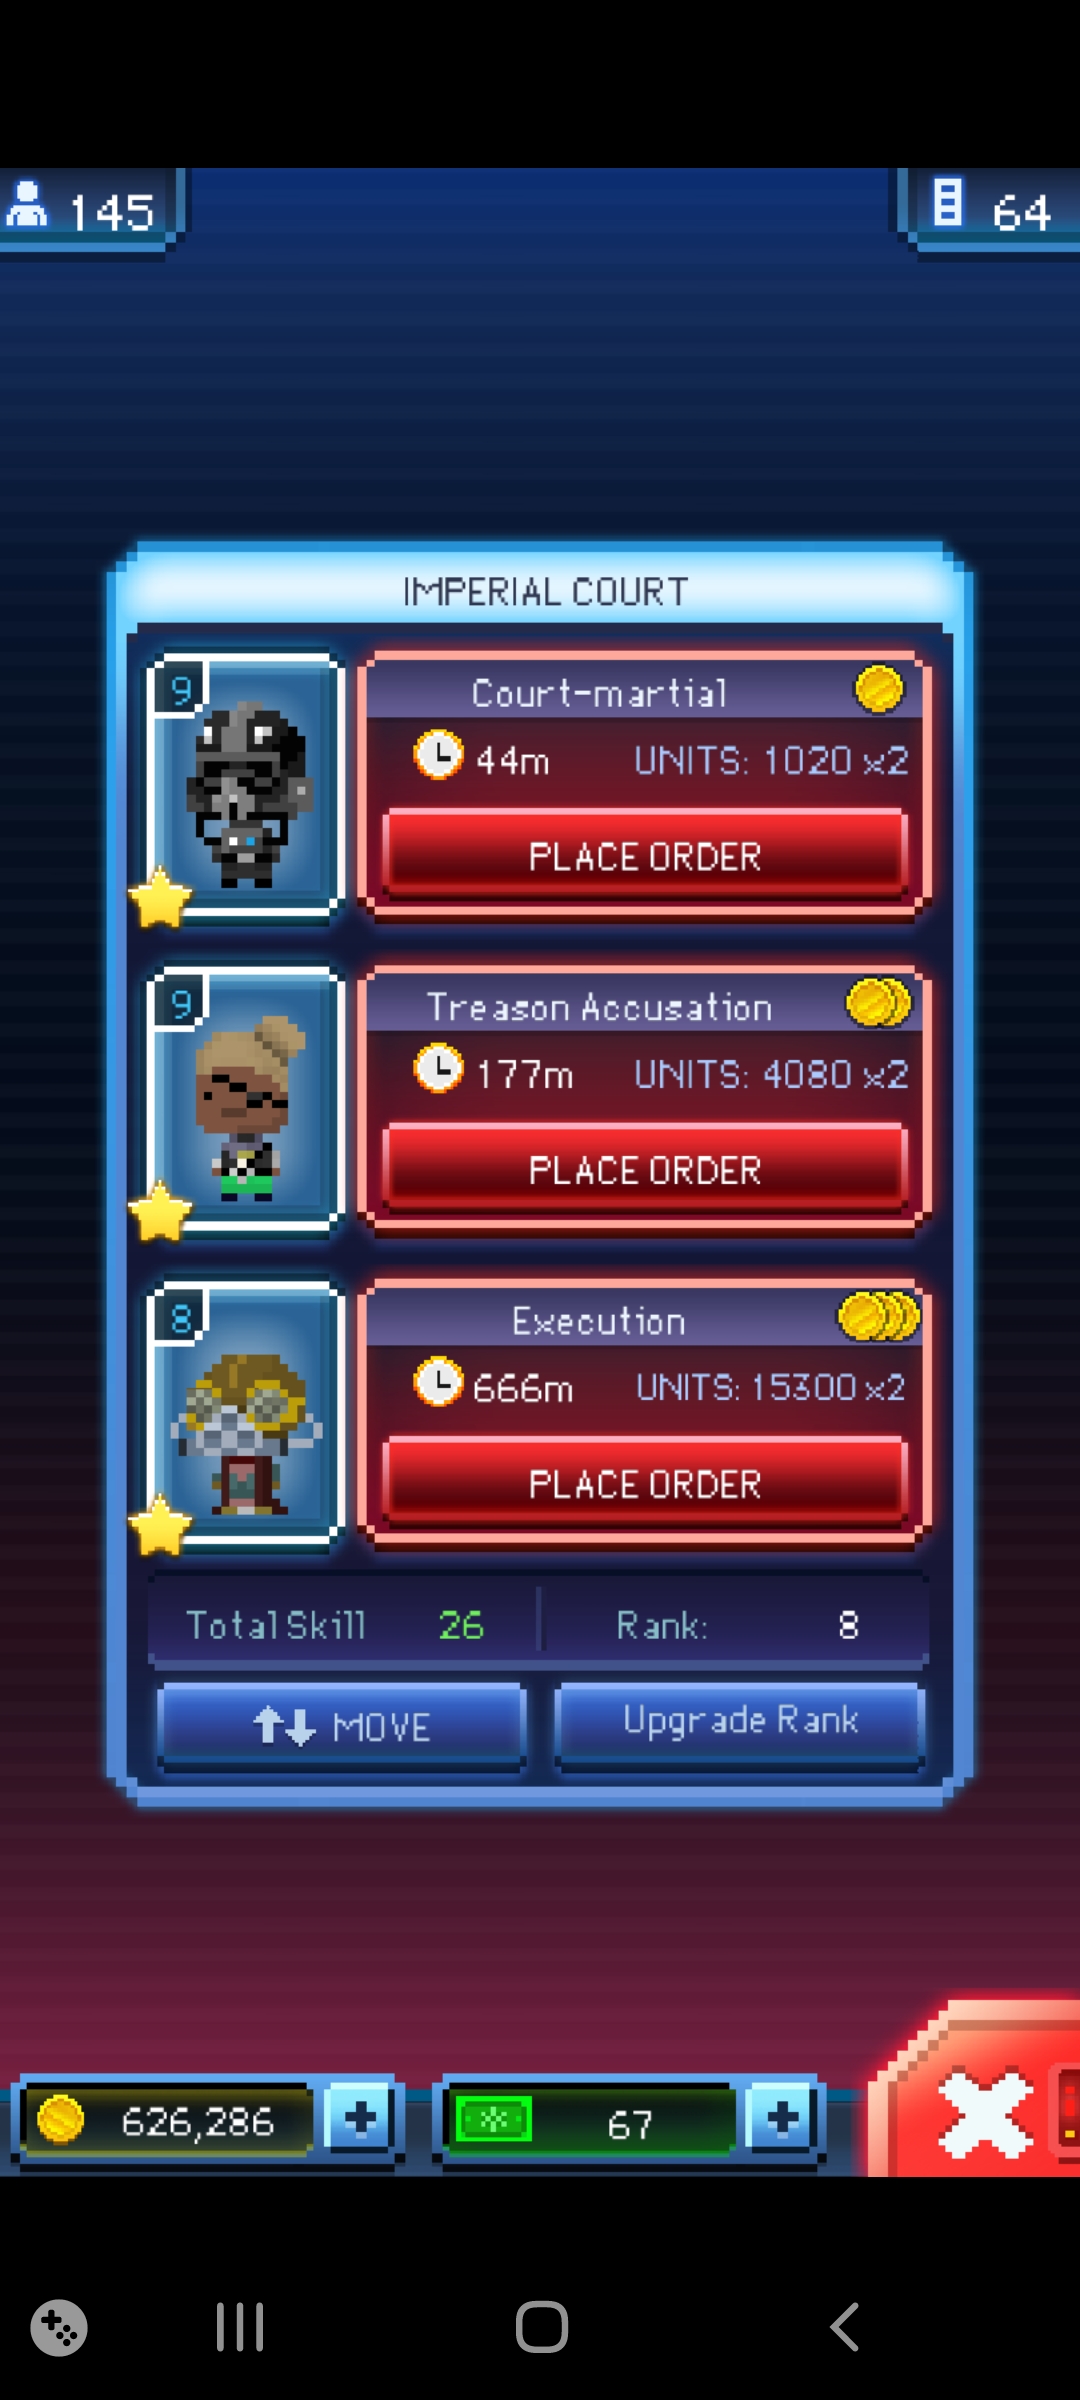 145
64
IMPERIAL COURT
9
Court-martial
44m UNITS: 1020 x2
PLACE ORDER
9
Treason Accusation
177m UNITS: 4080 x2
PLACE ORDER
8
Execution
666m UNITS: 15300 x2
PLACE ORDER
Total Skill 26 Rank: 8
MOVE Upgrade Rank
626,286 + 67 +